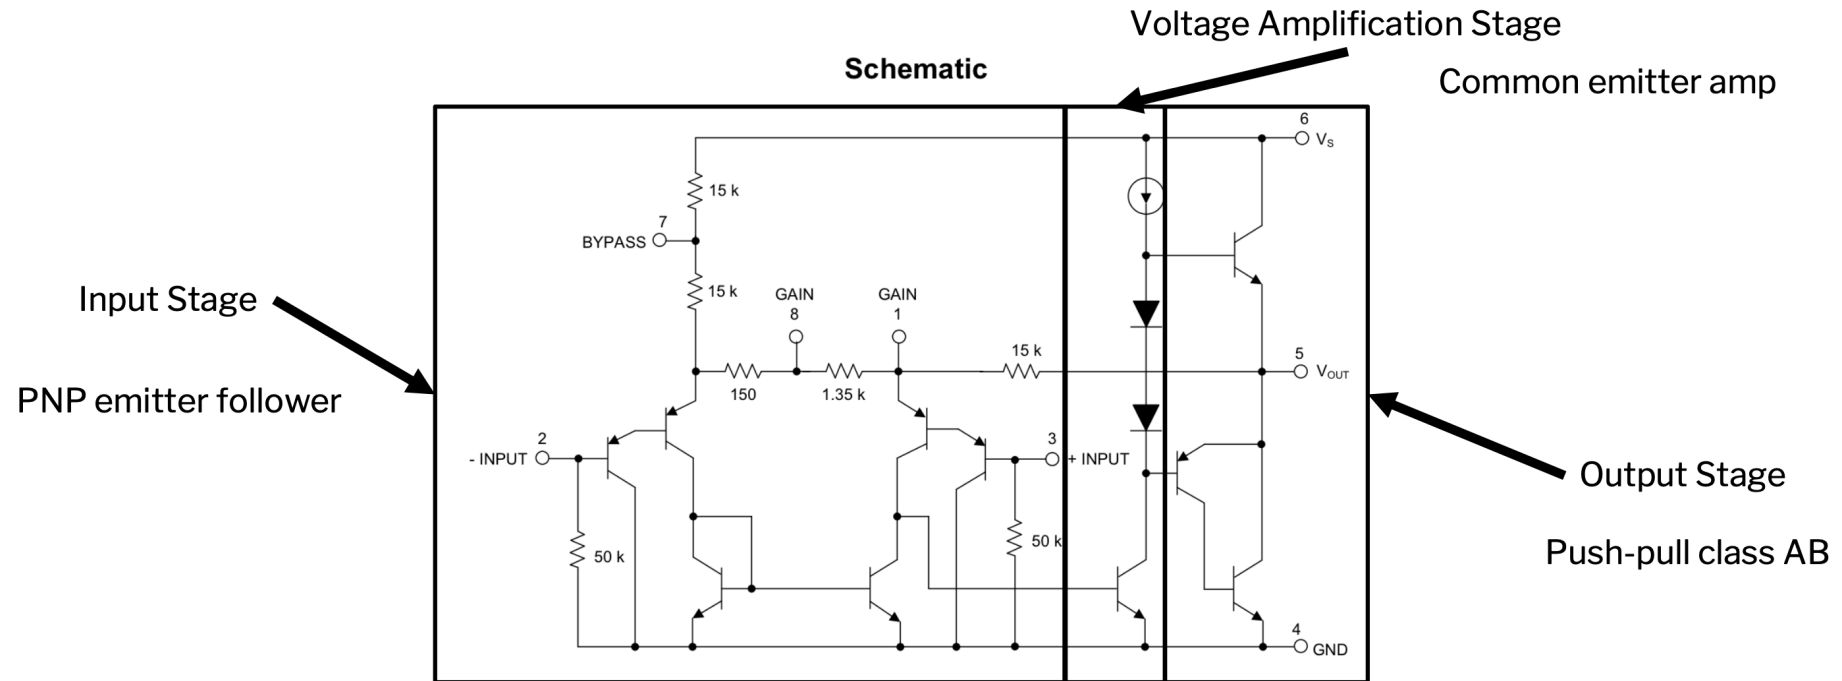 Voltage Amplification Stage
Schematic
Common emitter amp
6
Vs
15 k
7
BYPASS
Input Stage
15 k
GAIN
8
GAIN
1
15 k
5
VOUT
150
1.35 k
PNP emitter follower
2
- INPUT
3
+ INPUT
Output Stage
50 k
50 k
Push-pull class AB
4
GND